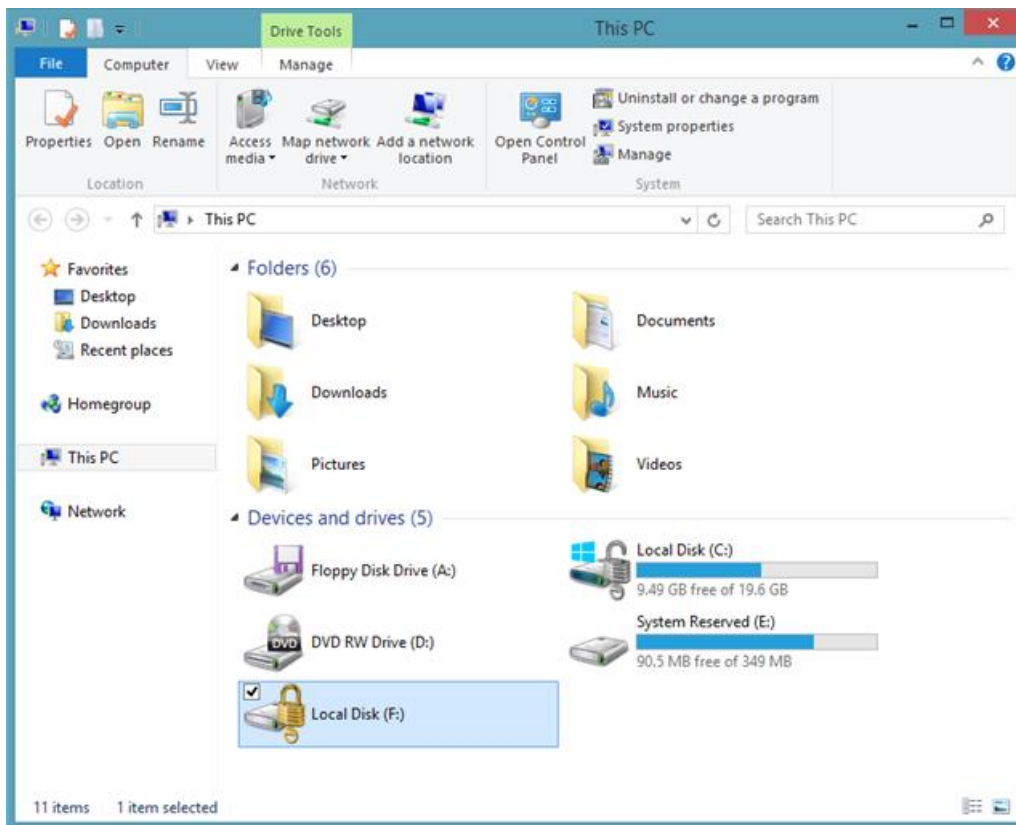 Drive Tools
This PC
File Computer View Manage
Properties Open Rename
Access media Map network drive Add a network location
Open Control Panel
Uninstall or change a program
System properties
Manage
Location Network System
This PC
Search This PC
Favorites
Desktop
Downloads
Recent places
Homegroup
This PC
Network
Folders (6)
Desktop
Documents
Downloads
Music
Pictures
Videos
Devices and drives (5)
Floppy Disk Drive (A:)
Local Disk (C:)
9.49 GB free of 19.6 GB
DVD
DVD RW Drive (D:)
System Reserved (E:)
90.5 MB free of 349 MB
Local Disk (F:)
11 items 1 item selected